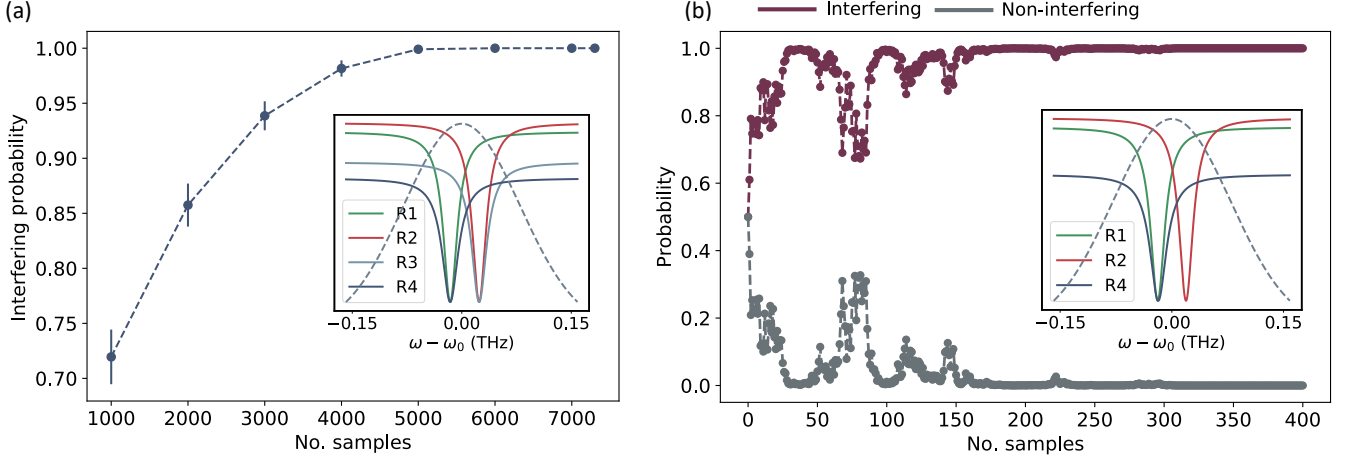 (a)
Interfering probability
1.00
0.95
0.90
0.85
0.80
0.75
0.70
1000 2000 3000 4000 5000 6000 7000
No. samples
R1
R2
R3
R4
−0.15 0.00 0.15
ω − ω₀ (THz)
(b)
Interfering Non-interfering
Probability
1.0
0.8
0.6
0.4
0.2
0.0
0 50 100 150 200 250 300 350 400
No. samples
R1
R2
R4
−0.15 0.00 0.15
ω − ω₀ (THz)